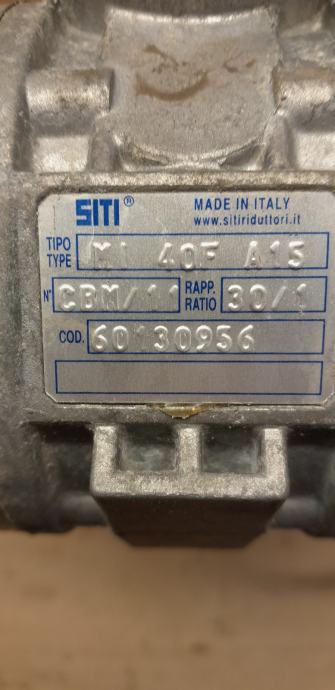 SITI® MADE IN ITALY
www.sitiriduttori.it
TIPO
TYPE MI 40F A15
N° CBM/11 RAPP.
RATIO 30/1
COD. 60130956